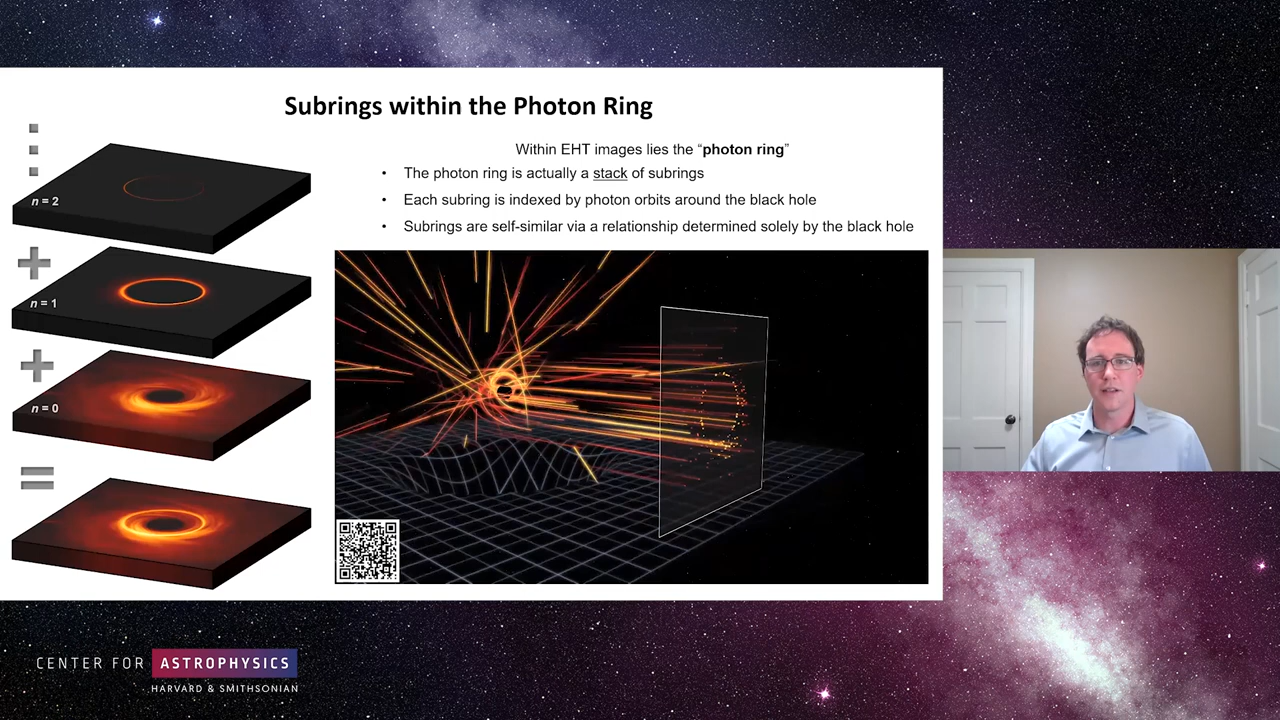 Subrings within the Photon Ring
Within EHT images lies the “photon ring”
• The photon ring is actually a stack of subrings
• Each subring is indexed by photon orbits around the black hole
• Subrings are self-similar via a relationship determined solely by the black hole
n = 2
+
n = 1
+
n = 0
=
CENTER FOR ASTROPHYSICS
HARVARD & SMITHSONIAN